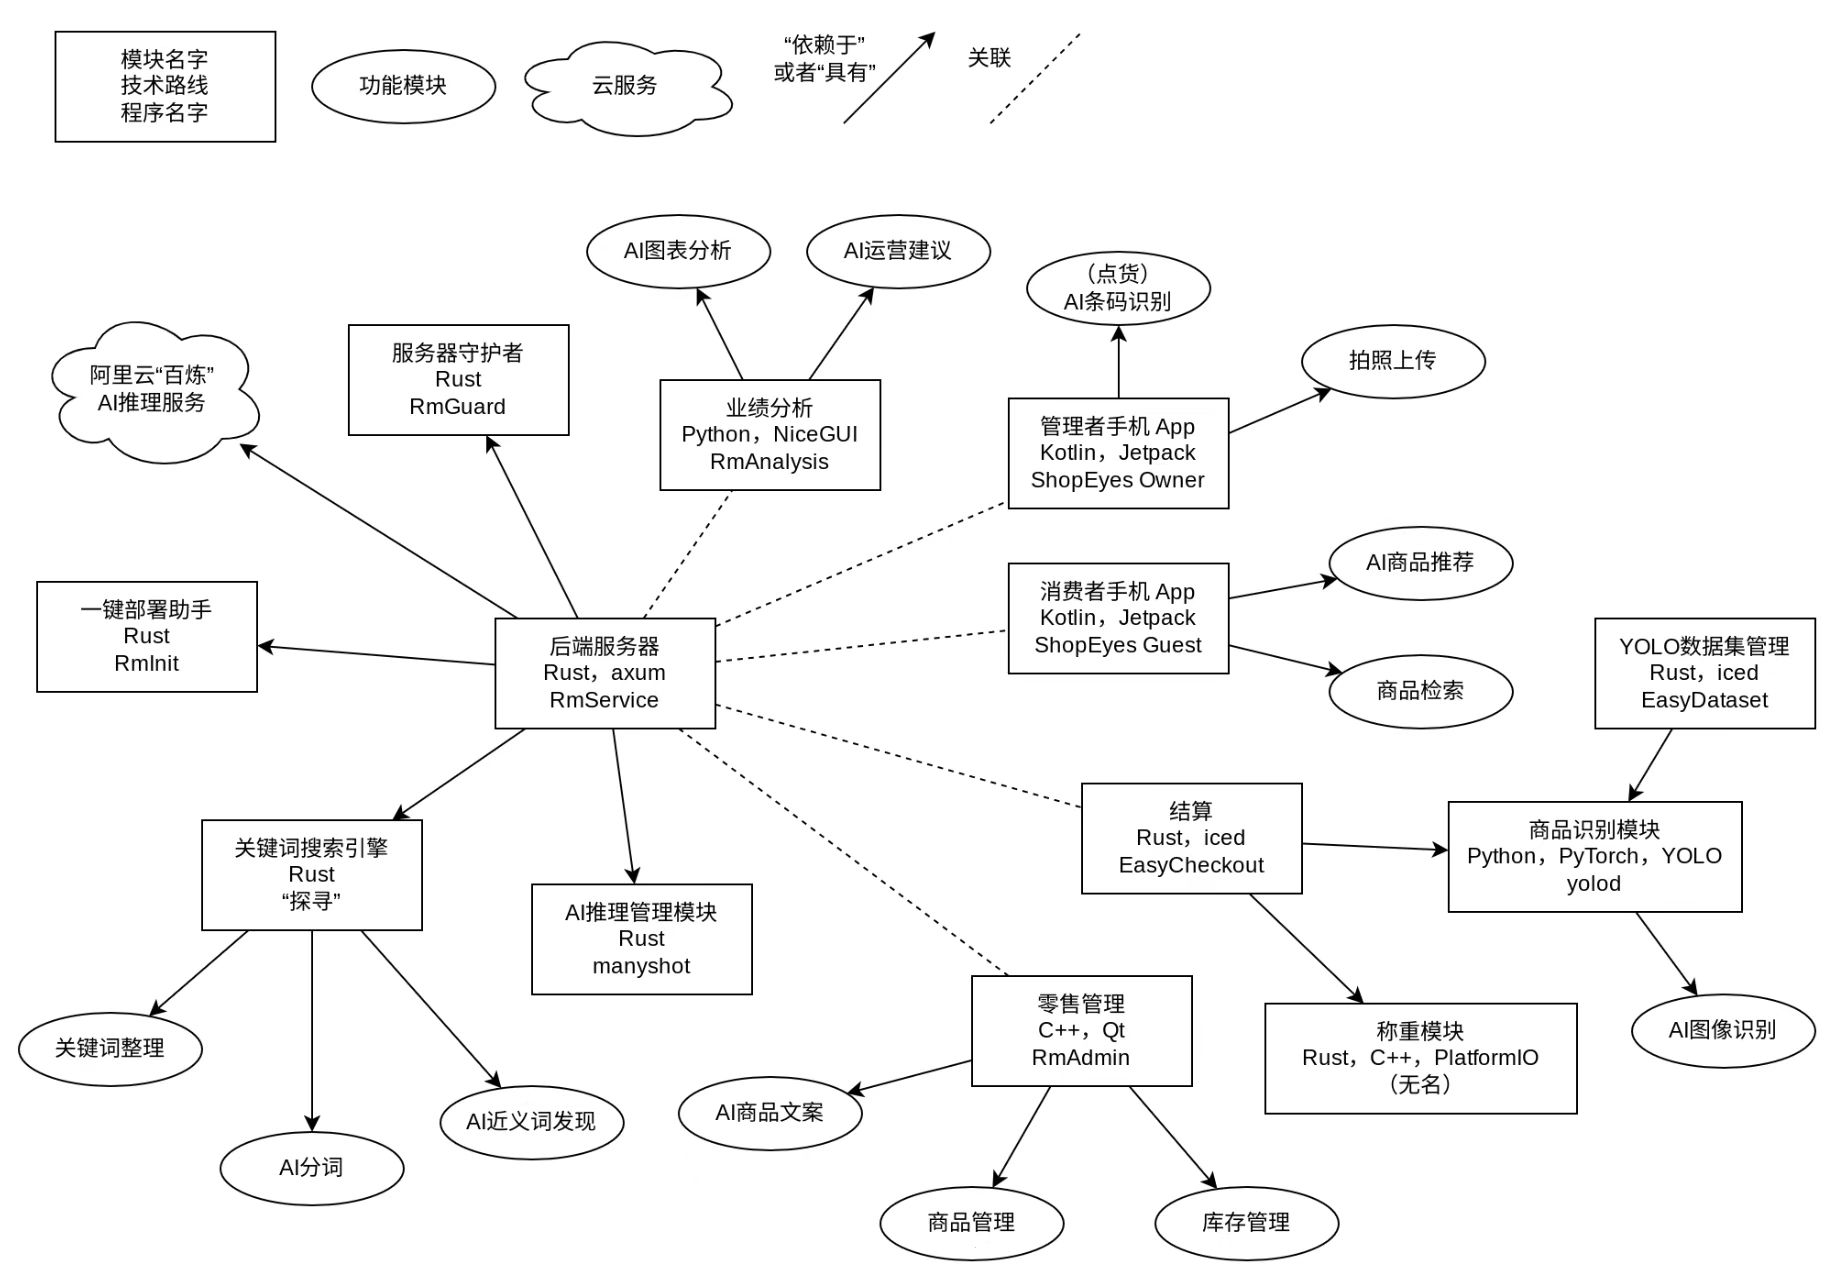 模块名字
技术路线
程序名字
功能模块
云服务
“依赖于”
或者“具有”
关联
AI图表分析
AI运营建议
（点货）
AI条码识别
拍照上传
阿里云“百炼”
AI推理服务
服务器守护者
Rust
RmGuard
业绩分析
Python，NiceGUI
RmAnalysis
管理者手机 App
Kotlin，Jetpack
ShopEyes Owner
AI商品推荐
一键部署助手
Rust
RmInit
后端服务器
Rust，axum
RmService
消费者手机 App
Kotlin，Jetpack
ShopEyes Guest
商品检索
YOLO数据集管理
Rust，iced
EasyDataset
结算
Rust，iced
EasyCheckout
商品识别模块
Python，PyTorch，YOLO
yolod
关键词搜索引擎
Rust
“探寻”
AI推理管理模块
Rust
manyshot
零售管理
C++，Qt
RmAdmin
称重模块
Rust，C++，PlatformIO
（无名）
AI图像识别
关键词整理
AI近义词发现
AI商品文案
AI分词
商品管理
库存管理